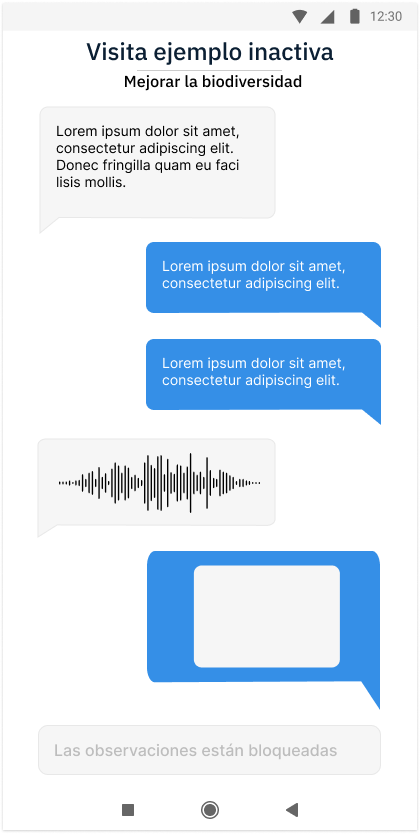 12:30
Visita ejemplo inactiva
Mejorar la biodiversidad
Lorem ipsum dolor sit amet,
consectetur adipiscing elit.
Donec fringilla quam eu faci
lisis mollis.
Lorem ipsum dolor sit amet,
consectetur adipiscing elit.
Lorem ipsum dolor sit amet,
consectetur adipiscing elit.
Las observaciones están bloqueadas